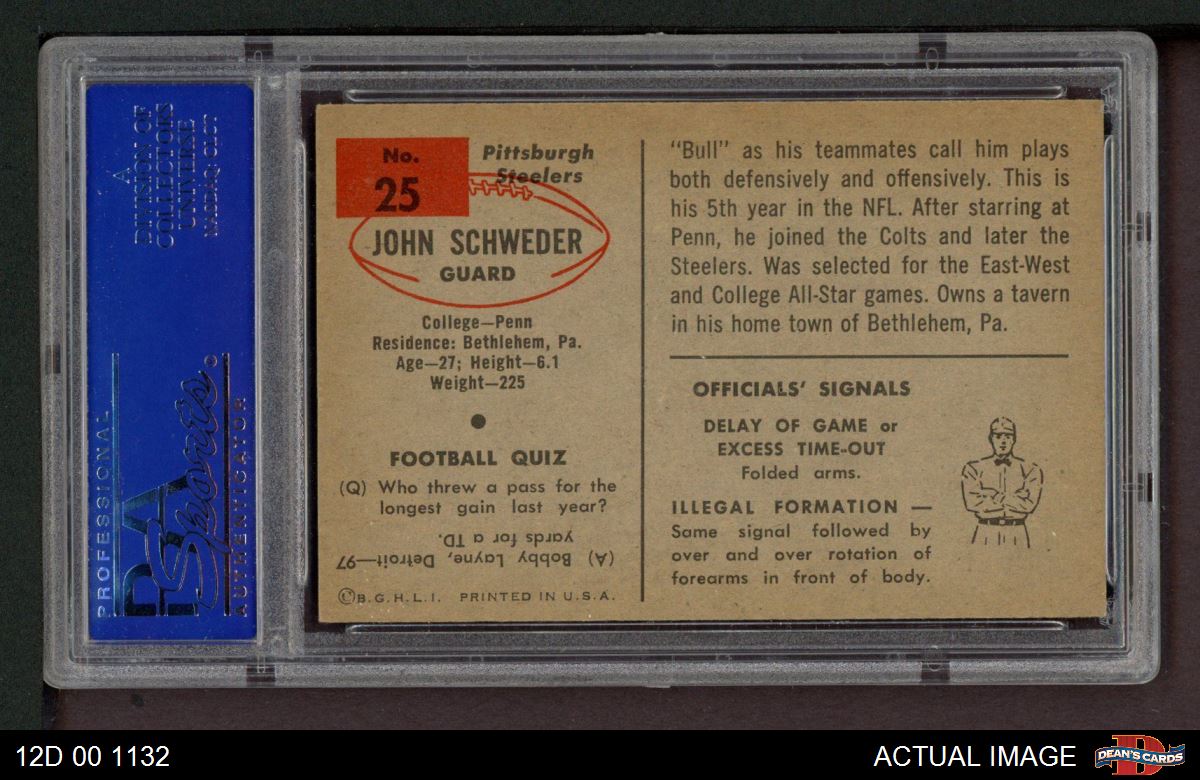 A
DIVISION OF
COLLECTORS
UNIVERSE
NASDAQ: CLCT
PROFESSIONAL
PSA
Sports
AUTHENTICATOR
No.
25
Pittsburgh
Steelers
JOHN SCHWEDER
GUARD
College—Penn
Residence: Bethlehem, Pa.
Age—27; Height—6.1
Weight—225
FOOTBALL QUIZ
(Q) Who threw a pass for the
longest gain last year?
(A) Bobby Layne, Detroit—97
yards for a TD.
©B.G.H.L.I. PRINTED IN U.S.A.
"Bull" as his teammates call him plays
both defensively and offensively. This is
his 5th year in the NFL. After starring at
Penn, he joined the Colts and later the
Steelers. Was selected for the East-West
and College All-Star games. Owns a tavern
in his home town of Bethlehem, Pa.
OFFICIALS' SIGNALS
DELAY OF GAME or
EXCESS TIME-OUT
Folded arms.
ILLEGAL FORMATION —
Same signal followed by
over and over rotation of
forearms in front of body.
12D 00 1132
ACTUAL IMAGE
DEAN'S CARDS